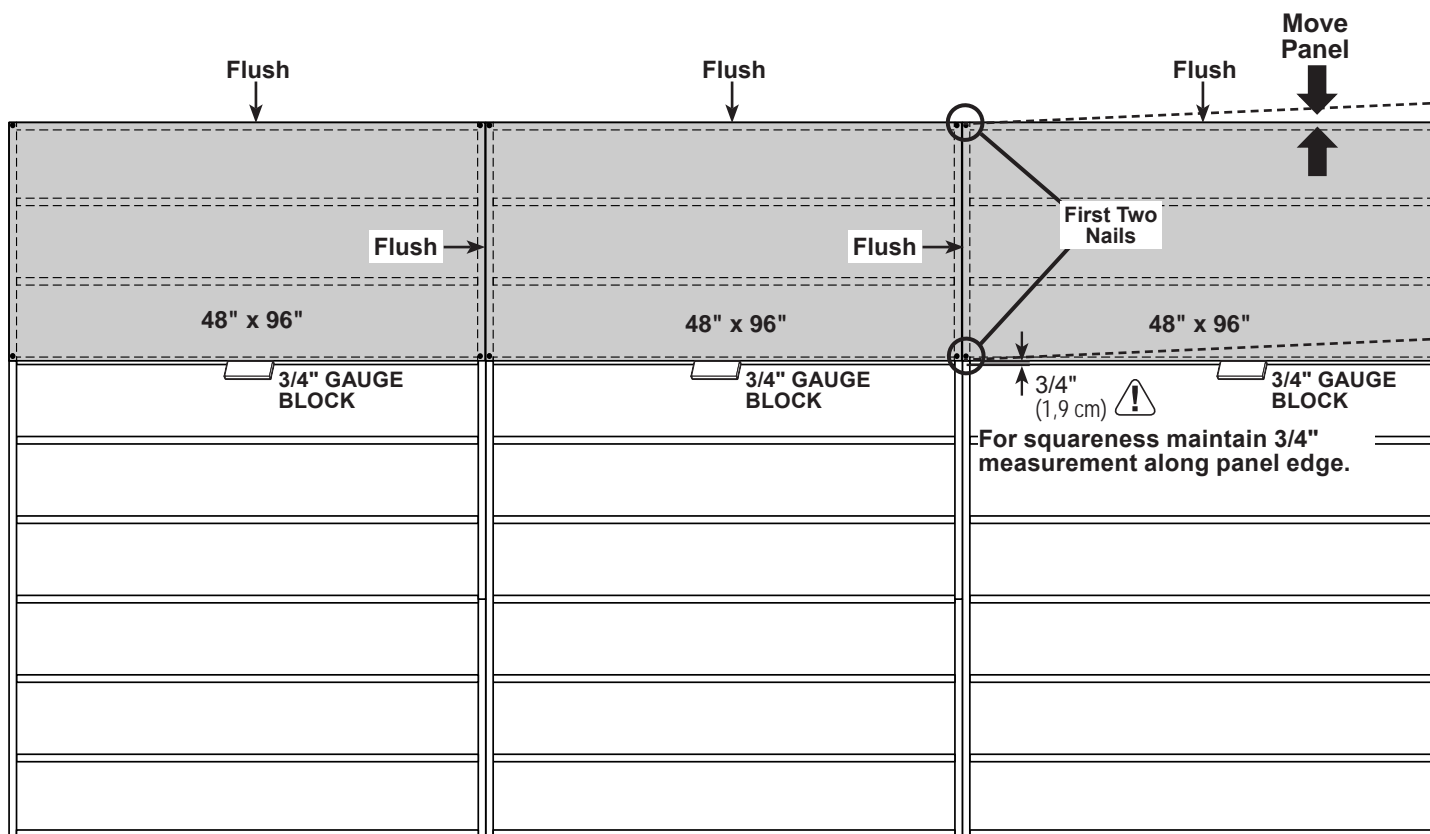 Move
Panel
Flush
Flush
Flush
First Two
Nails
Flush
Flush
48" x 96"
48" x 96"
48" x 96"
3/4" GAUGE
BLOCK
3/4" GAUGE
BLOCK
3/4"
(1,9 cm)
3/4" GAUGE
BLOCK
For squareness maintain 3/4"
measurement along panel edge.